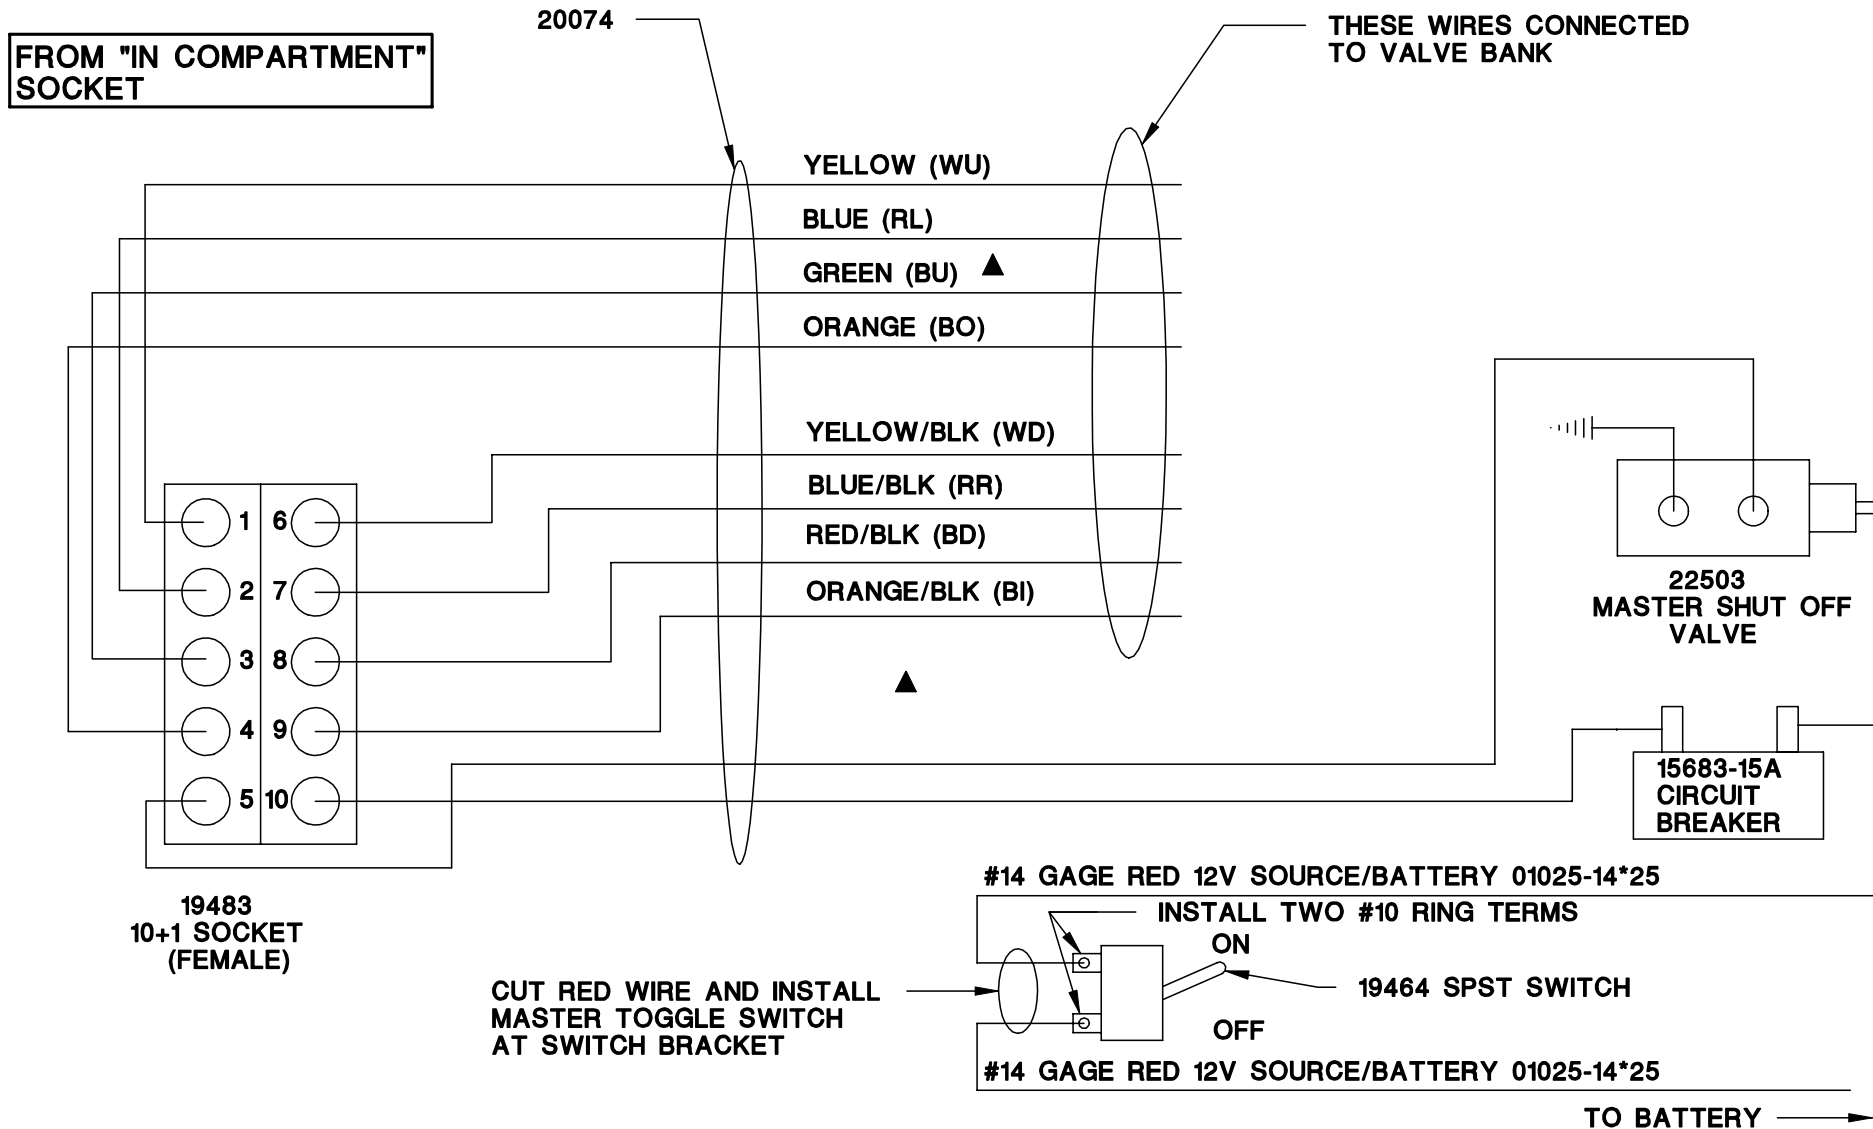 20074
THESE WIRES CONNECTED
TO VALVE BANK
FROM "IN COMPARTMENT"
SOCKET
YELLOW (WU)
BLUE (RL)
GREEN (BU)
ORANGE (BO)
YELLOW/BLK (WD)
BLUE/BLK (RR)
RED/BLK (BD)
ORANGE/BLK (BI)
1 6
2 7
3 8
4 9
5 10
22503
MASTER SHUT OFF
VALVE
15683-15A
CIRCUIT
BREAKER
19483
10+1 SOCKET
(FEMALE)
#14 GAGE RED 12V SOURCE/BATTERY 01025-14*25
INSTALL TWO #10 RING TERMS
ON
19464 SPST SWITCH
CUT RED WIRE AND INSTALL
MASTER TOGGLE SWITCH
AT SWITCH BRACKET
OFF
#14 GAGE RED 12V SOURCE/BATTERY 01025-14*25
TO BATTERY